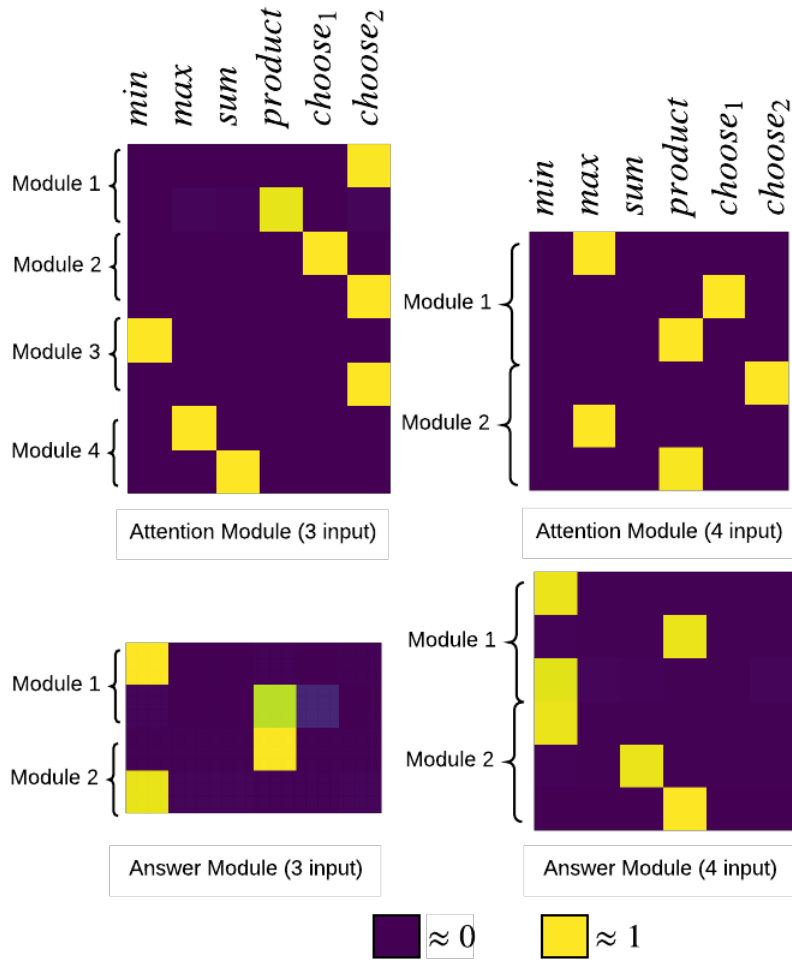 min max sum product choose₁ choose₂
Module 1
Module 2
Module 3
Module 4
Attention Module (3 input)
min max sum product choose₁ choose₂
Module 1
Module 2
Attention Module (4 input)
Module 1
Module 2
Answer Module (3 input)
Module 1
Module 2
Answer Module (4 input)
≈ 0 ≈ 1